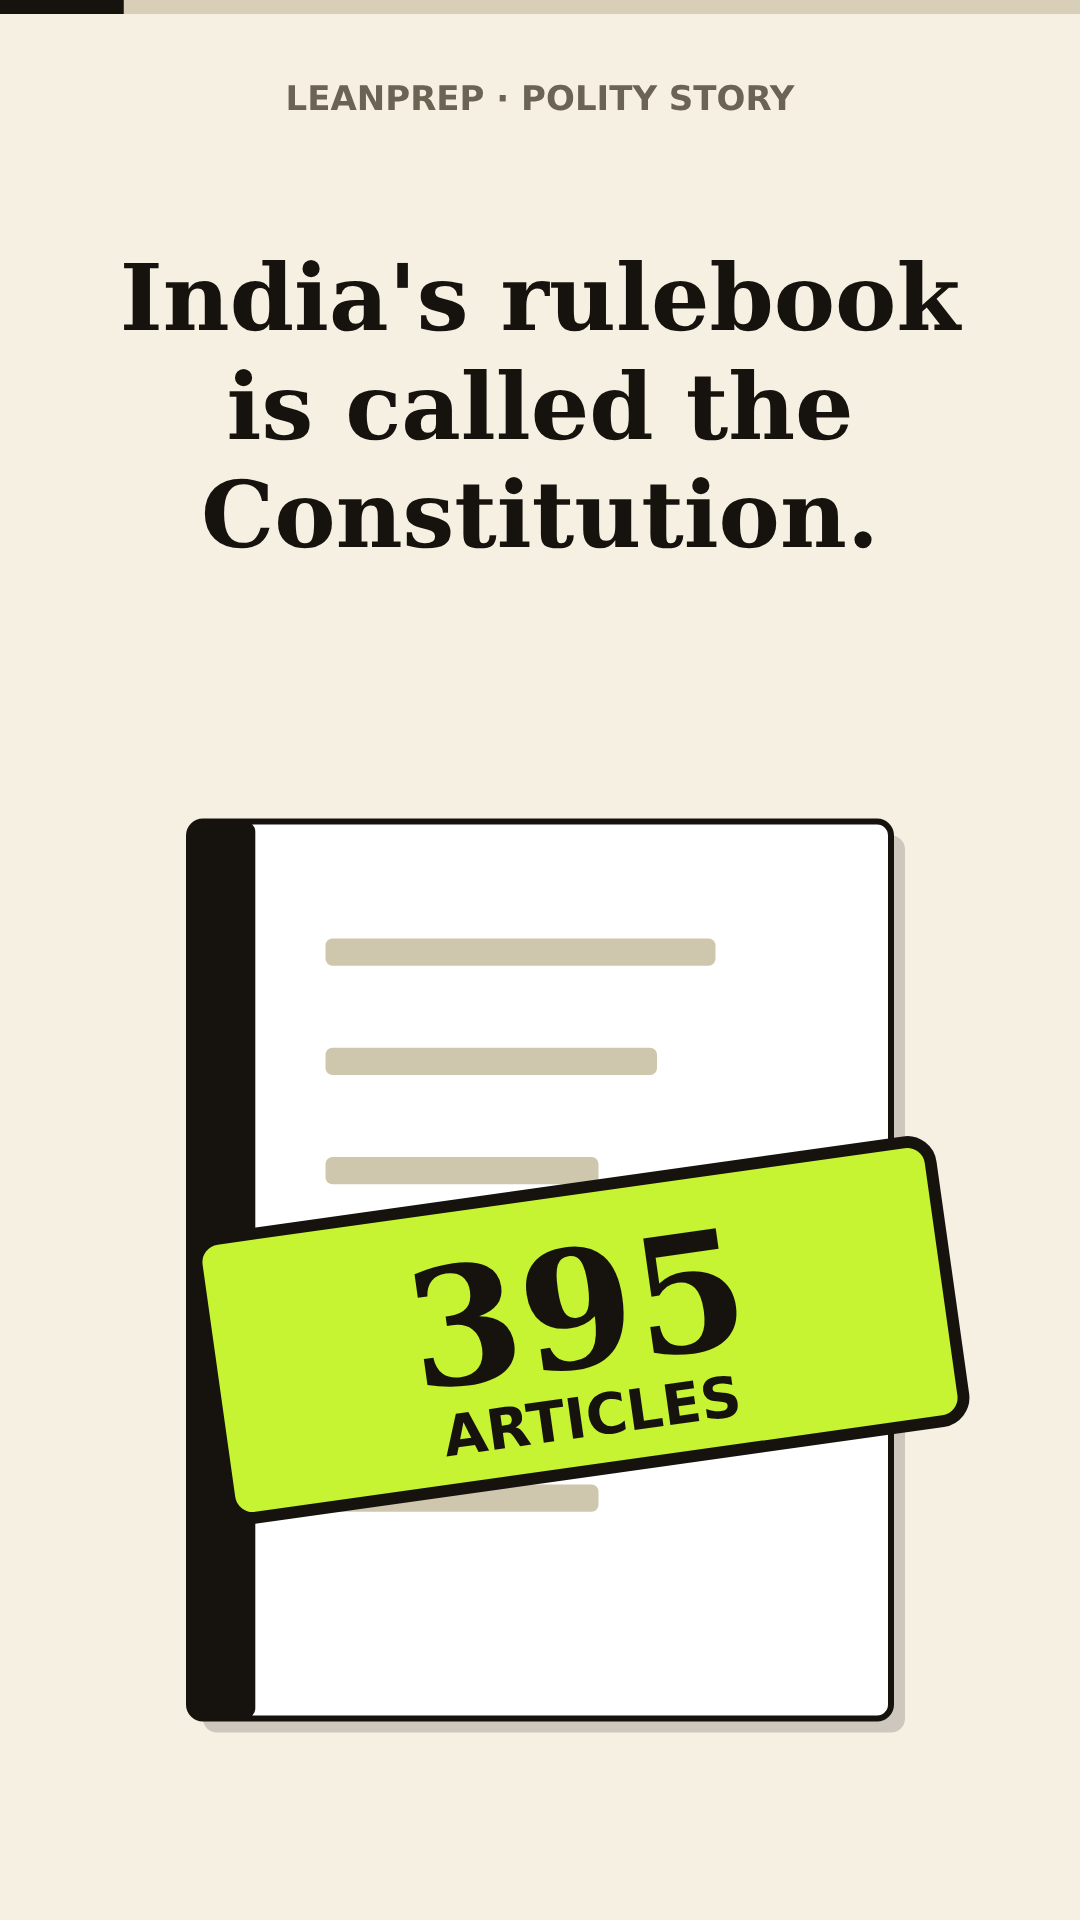 LEANPREP · POLITY STORY
India's rulebook
is called the
Constitution.
395
ARTICLES